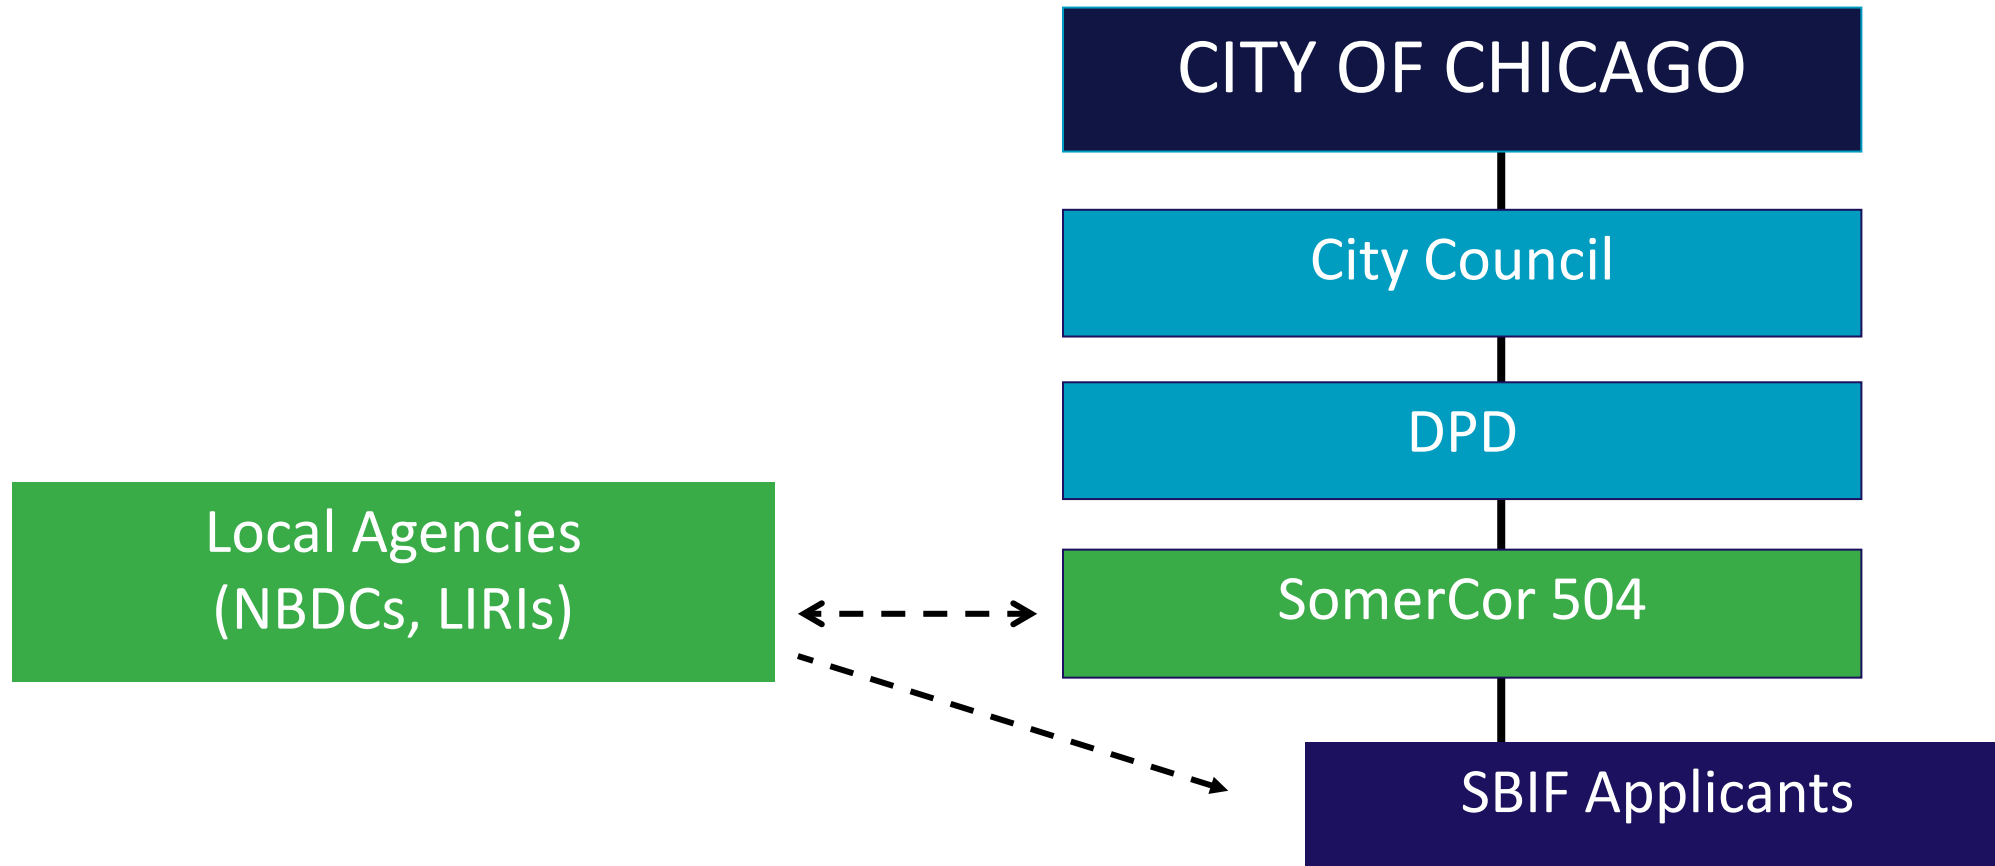 CITY OF CHICAGO
City Council
DPD
Local Agencies
(NBDCs, LIRIs)
SomerCor 504
SBIF Applicants